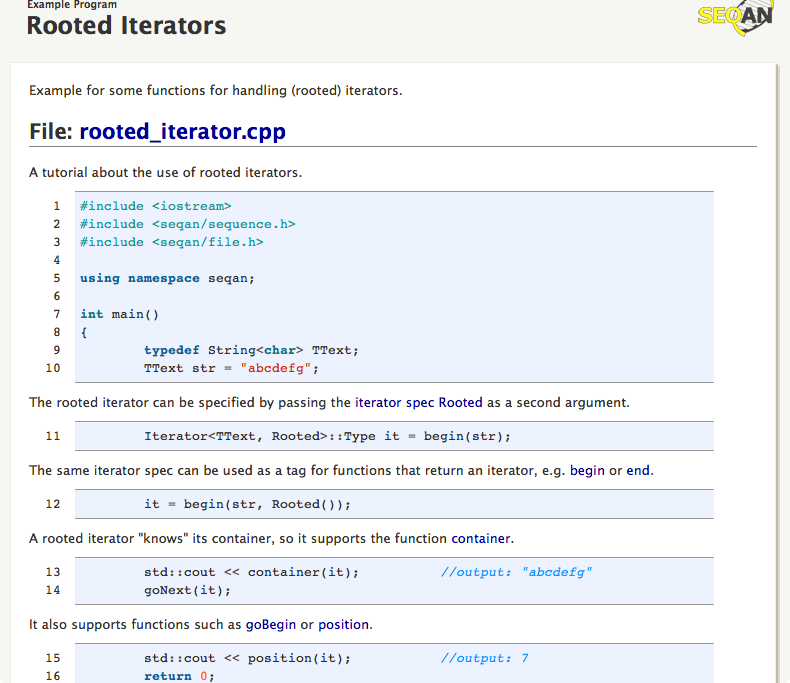 Example Program
Rooted Iterators
SEQAN
Example for some functions for handling (rooted) iterators.
File: rooted_iterator.cpp
A tutorial about the use of rooted iterators.
1 #include <iostream>
2 #include <seqan/sequence.h>
3 #include <seqan/file.h>
4
5 using namespace seqan;
6
7 int main()
8 {
9 typedef String<char> TText;
10 TText str = "abcdefg";
The rooted iterator can be specified by passing the iterator spec Rooted as a second argument.
11 Iterator<TText, Rooted>::Type it = begin(str);
The same iterator spec can be used as a tag for functions that return an iterator, e.g. begin or end.
12 it = begin(str, Rooted());
A rooted iterator "knows" its container, so it supports the function container.
13 std::cout << container(it); //output: "abcdefg"
14 goNext(it);
It also supports functions such as goBegin or position.
15 std::cout << position(it); //output: 7
16 return 0;